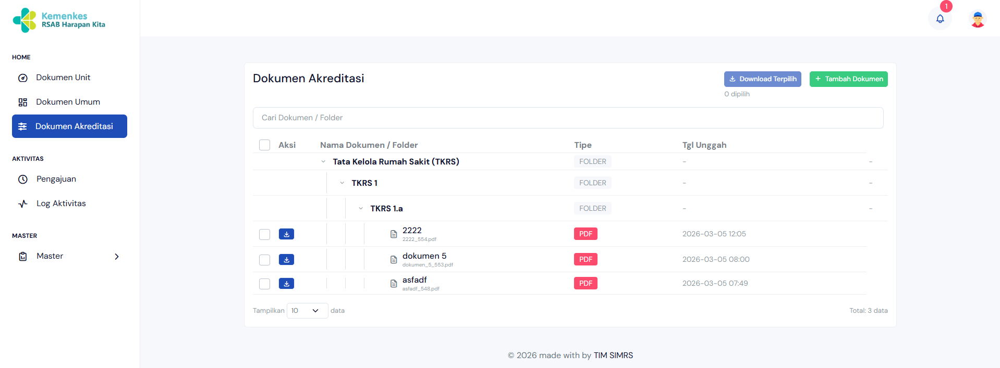 Kemenkes
RSAB Harapan Kita
1
HOME
Dokumen Unit
Dokumen Umum
Dokumen Akreditasi
AKTIVITAS
Pengajuan
Log Aktivitas
MASTER
Master
Dokumen Akreditasi
Download Terpilih
+ Tambah Dokumen
0 dipilih
Cari Dokumen / Folder
Aksi Nama Dokumen / Folder Tipe Tgl Unggah
Tata Kelola Rumah Sakit (TKRS) FOLDER - -
TKRS 1 FOLDER - -
TKRS 1.a FOLDER - -
2222 PDF 2026-03-05 12:05
2222_554.pdf
dokumen 5 PDF 2026-03-05 08:00
dokumen_5_553.pdf
asfadf PDF 2026-03-05 07:49
asfadf_548.pdf
Tampilkan 10 data Total: 3 data
© 2026 made with by TIM SIMRS